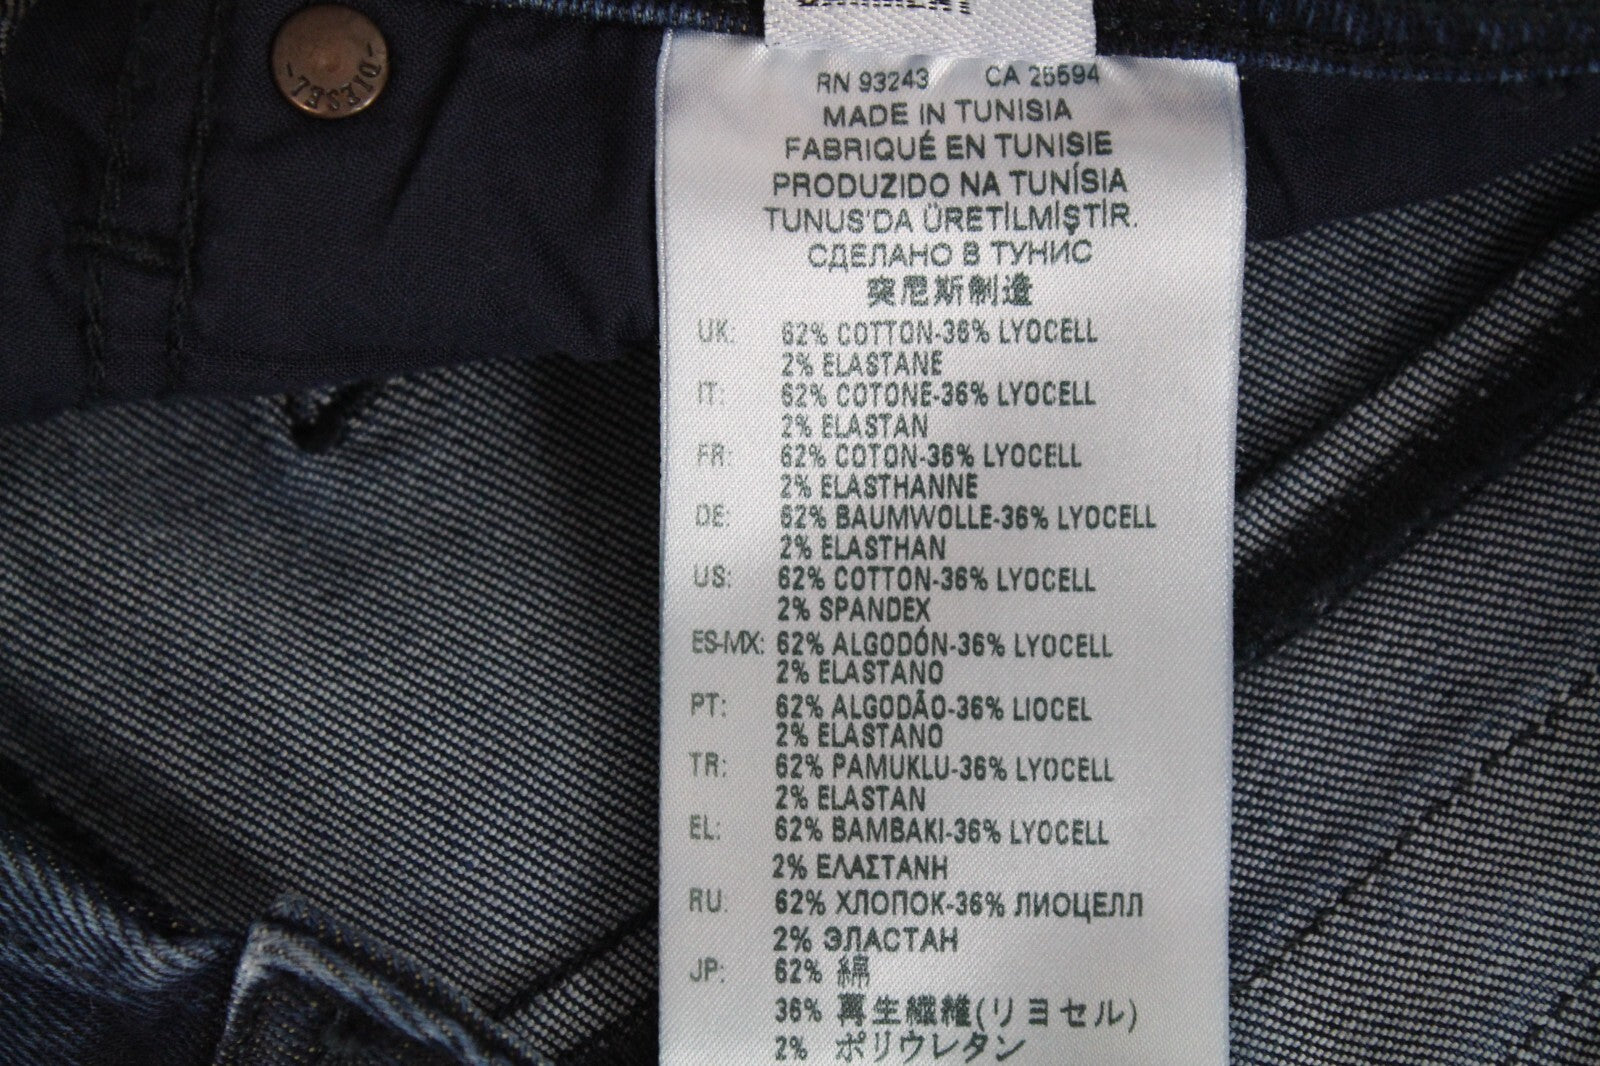 DIESEL
RN 93243 CA 25594
MADE IN TUNISIA
FABRIQUÉ EN TUNISIE
PRODUZIDO NA TUNÍSIA
TUNUS'DA ÜRETİLMİŞTİR.
СДЕЛАНО В ТУНИС
突尼斯制造
UK: 62% COTTON-36% LYOCELL
2% ELASTANE
IT: 62% COTONE-36% LYOCELL
2% ELASTAN
FR: 62% COTON-36% LYOCELL
2% ELASTHANNE
DE: 62% BAUMWOLLE-36% LYOCELL
2% ELASTHAN
US: 62% COTTON-36% LYOCELL
2% SPANDEX
ES-MX: 62% ALGODÓN-36% LYOCELL
2% ELASTANO
PT: 62% ALGODÃO-36% LIOCEL
2% ELASTANO
TR: 62% PAMUKLU-36% LYOCELL
2% ELASTAN
EL: 62% BAMBAKI-36% LYOCELL
2% ΕΛΑΣΤΑΝΗ
RU: 62% ХЛОПОК-36% ЛИОЦЕЛЛ
2% ЭЛАСТАН
JP: 62% 綿
36% 再生繊維(リヨセル)
2% ポリウレタン